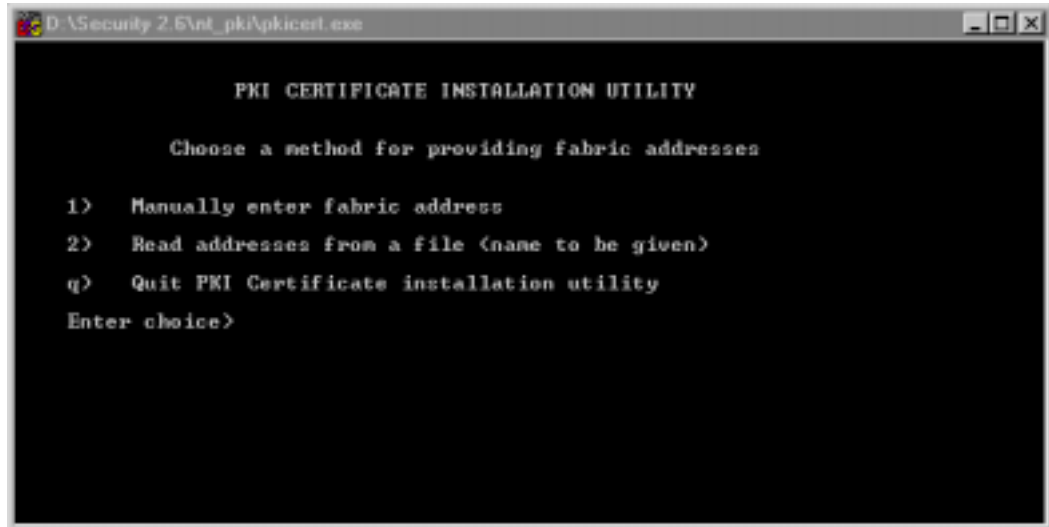 D:\Security 2.6\nt_pki\pkicert.exe
PKI CERTIFICATE INSTALLATION UTILITY
Choose a method for providing fabric addresses
1> Manually enter fabric address
2> Read addresses from a file <name to be given>
q> Quit PKI Certificate installation utility
Enter choice>